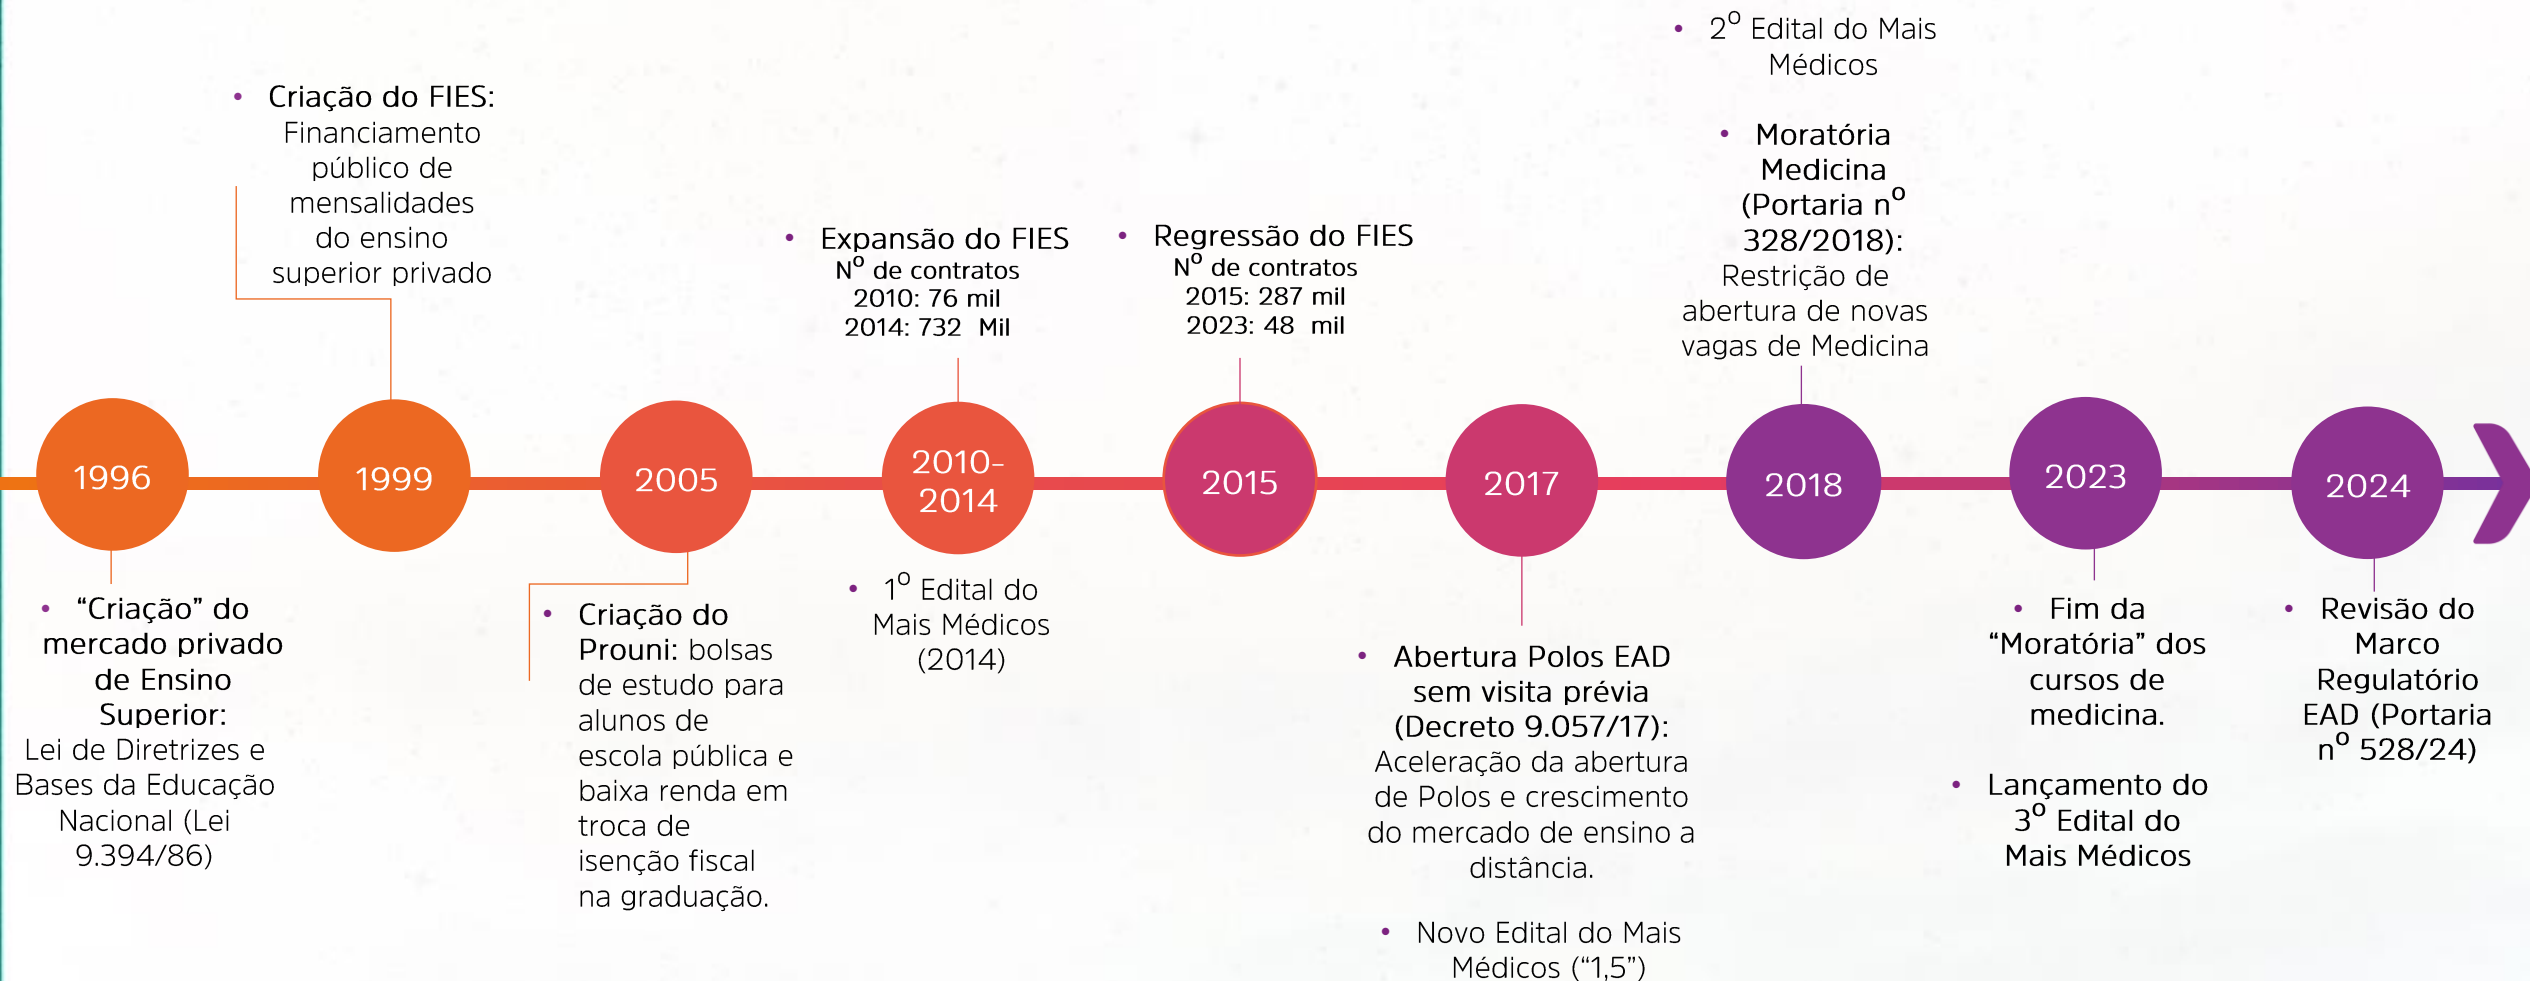 1996
• “Criação” do
mercado privado
de Ensino
Superior:
Lei de Diretrizes e
Bases da Educação
Nacional (Lei
9.394/86)
• Criação do FIES:
Financiamento
público de
mensalidades
do ensino
superior privado
1999
2005
• Criação do
Prouni: bolsas
de estudo para
alunos de
escola pública e
baixa renda em
troca de
isenção fiscal
na graduação.
• Expansão do FIES
Nº de contratos
2010: 76 mil
2014: 732 Mil
2010-
2014
• 1º Edital do
Mais Médicos
(2014)
• Regressão do FIES
Nº de contratos
2015: 287 mil
2023: 48 mil
2015
2017
• Abertura Polos EAD
sem visita prévia
(Decreto 9.057/17):
Aceleração da abertura
de Polos e crescimento
do mercado de ensino a
distância.
• Novo Edital do Mais
Médicos (“1,5”)
• 2º Edital do Mais
Médicos
• Moratória
Medicina
(Portaria nº
328/2018):
Restrição de
abertura de novas
vagas de Medicina
2018
2023
• Fim da
“Moratória” dos
cursos de
medicina.
• Lançamento do
3º Edital do
Mais Médicos
2024
• Revisão do
Marco
Regulatório
EAD (Portaria
nº 528/24)